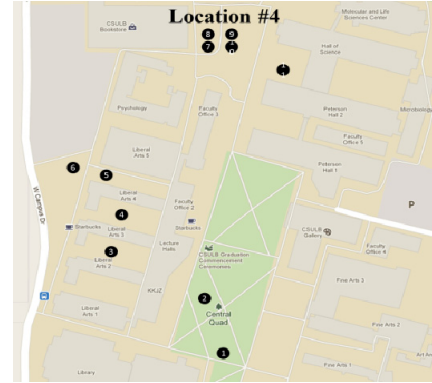 Location #4
Molecular and Life
Sciences Center
CSULB
Bookstore
8
9
7
10
Hall of
Science
11
Psychology
Faculty
Office 3
Peterson
Hall 2
Microbiology
Faculty
Office 5
Liberal
Arts 5
Peterson
Hall 1
6
5
W Campus Dr
Liberal
Arts 4
Faculty
Office 2
P
4
Starbucks
Starbucks
Liberal
Arts 3
CSULB
Gallery
Lecture
Halls
Faculty
Office 4
3
CSULB Graduation
Commencement
Ceremonies
Liberal
Arts 2
Fine Arts 3
KKJZ
2
Central
Quad
Liberal
Arts 1
Fine Arts 2
1
Library
Fine Arts 1